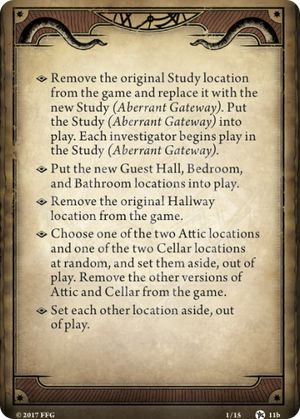 Remove the original Study location
from the game and replace it with the
new Study (Aberrant Gateway). Put
the Study (Aberrant Gateway) into
play. Each investigator begins play in
the Study (Aberrant Gateway).
Put the new Guest Hall, Bedroom,
and Bathroom locations into play.
Remove the original Hallway
location from the game.
Choose one of the two Attic locations
and one of the two Cellar locations
at random, and set them aside, out of
play. Remove the other versions of
Attic and Cellar from the game.
Set each other location aside, out
of play.
© 2017 FFG 1/15 11b